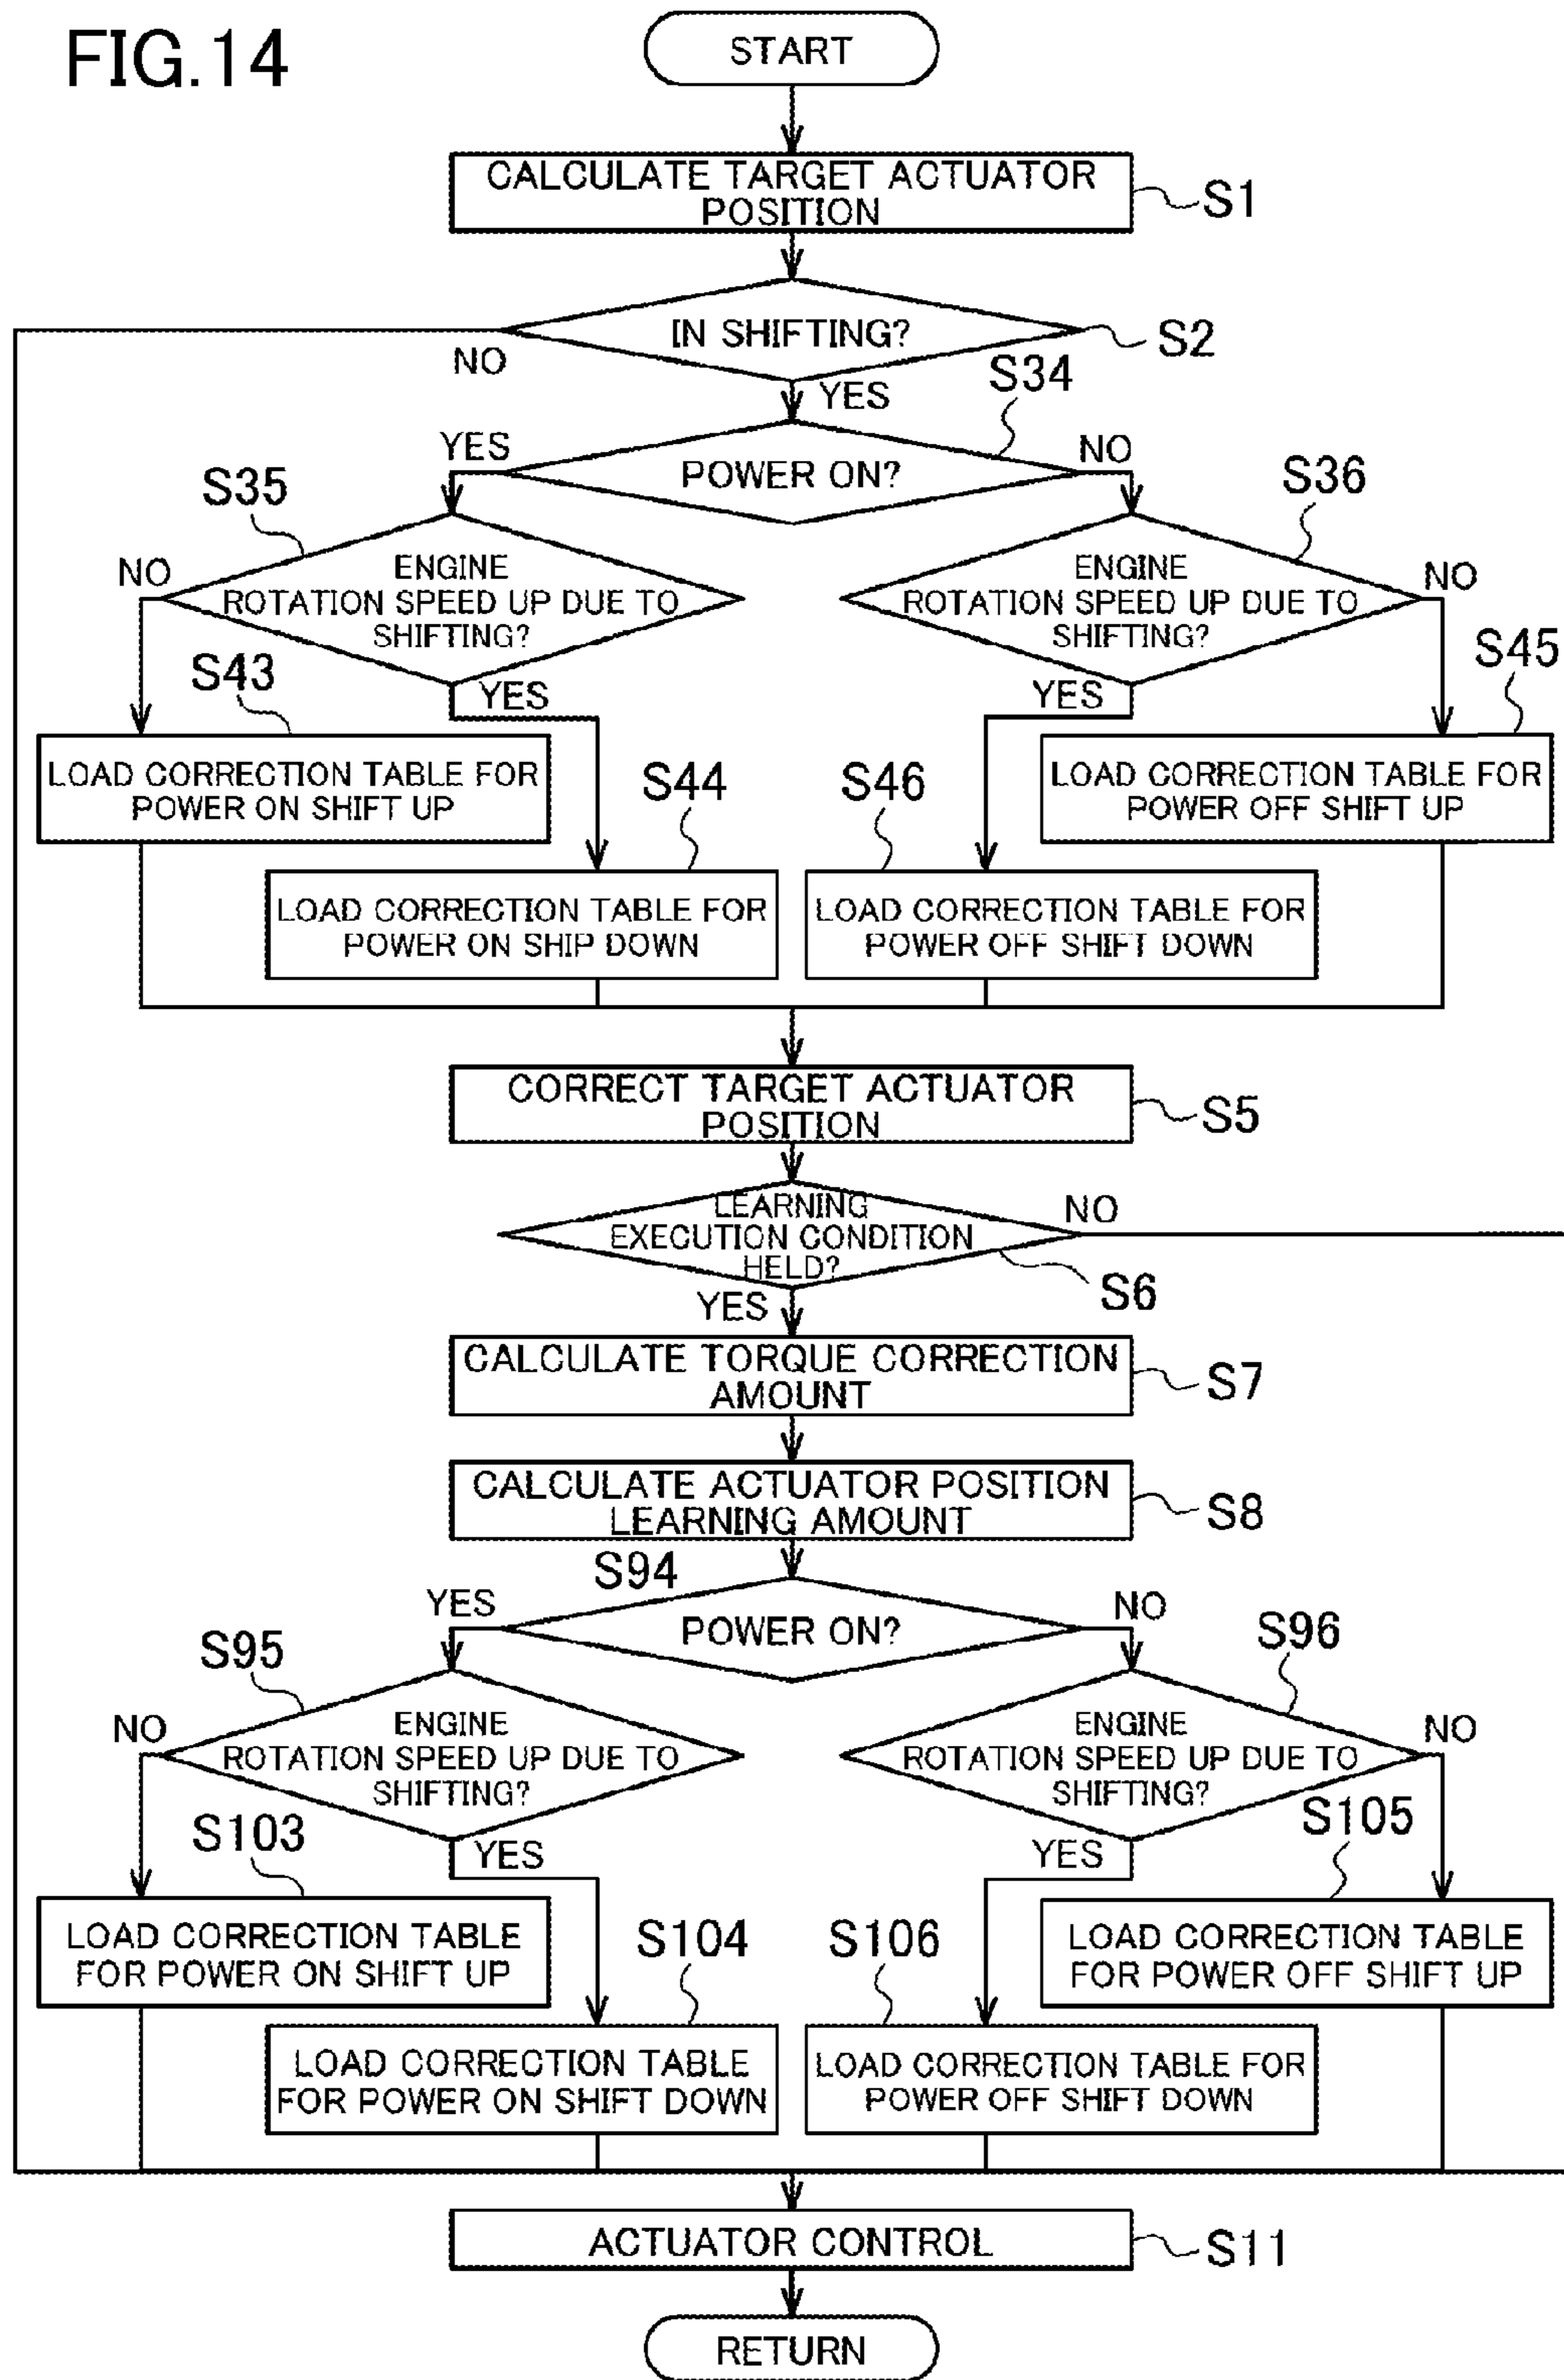 FIG.14
START
CALCULATE TARGET ACTUATOR
POSITION
S1
IN SHIFTING?
S2
NO
YES
S34
YES
POWER ON?
NO
S35
S36
NO
ENGINE
ROTATION SPEED UP DUE TO
SHIFTING?
ENGINE
ROTATION SPEED UP DUE TO
SHIFTING?
NO
S43
YES
YES
S45
LOAD CORRECTION TABLE FOR
POWER ON SHIFT UP
S44
S46
LOAD CORRECTION TABLE FOR
POWER OFF SHIFT UP
LOAD CORRECTION TABLE FOR
POWER ON SHIP DOWN
LOAD CORRECTION TABLE FOR
POWER OFF SHIFT DOWN
CORRECT TARGET ACTUATOR
POSITION
S5
LEARNING
EXECUTION CONDITION
HELD?
NO
S6
YES
CALCULATE TORQUE CORRECTION
AMOUNT
S7
CALCULATE ACTUATOR POSITION
LEARNING AMOUNT
S8
S94
YES
POWER ON?
NO
S95
S96
NO
ENGINE
ROTATION SPEED UP DUE TO
SHIFTING?
ENGINE
ROTATION SPEED UP DUE TO
SHIFTING?
NO
S103
YES
YES
S105
LOAD CORRECTION TABLE
FOR POWER ON SHIFT UP
S104
S106
LOAD CORRECTION TABLE
FOR POWER OFF SHIFT UP
LOAD CORRECTION TABLE
FOR POWER ON SHIFT DOWN
LOAD CORRECTION TABLE FOR
POWER OFF SHIFT DOWN
ACTUATOR CONTROL
S11
RETURN